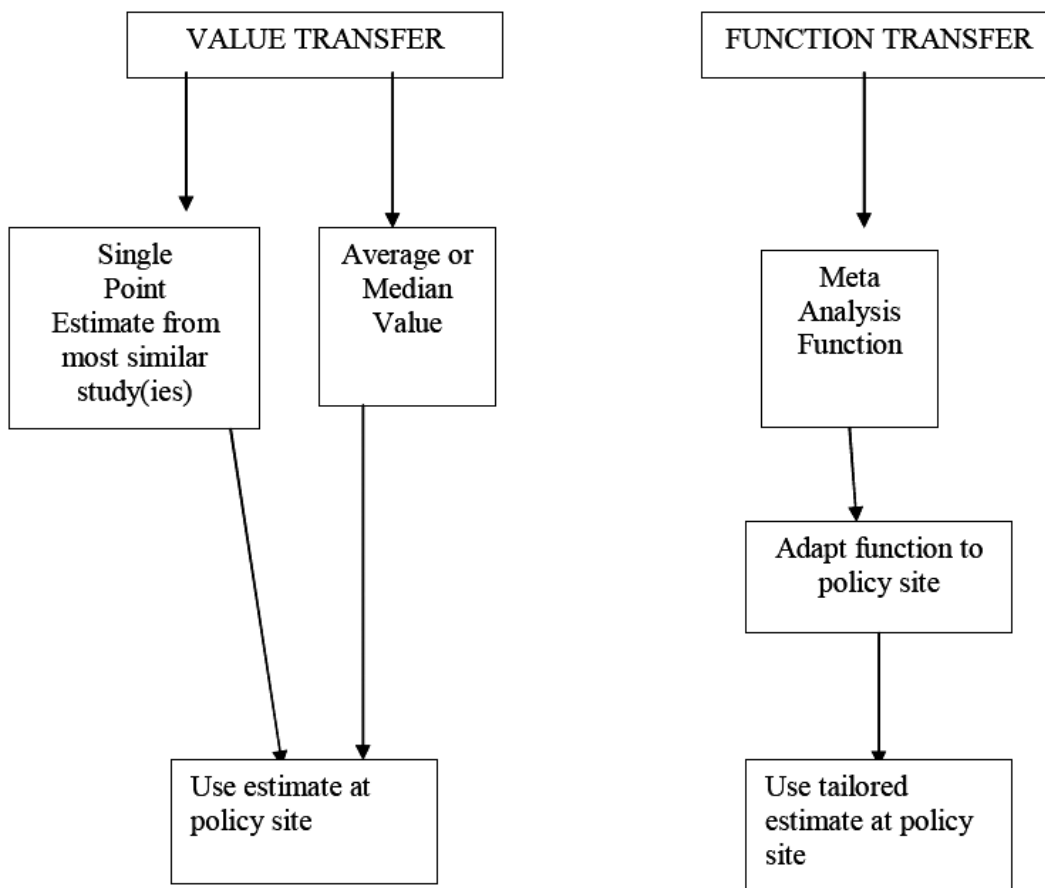 VALUE TRANSFER
FUNCTION TRANSFER
Single
Point
Estimate from
most similar
study(ies)
Average or
Median
Value
Meta
Analysis
Function
Adapt function to
policy site
Use estimate at
policy site
Use tailored
estimate at policy
site